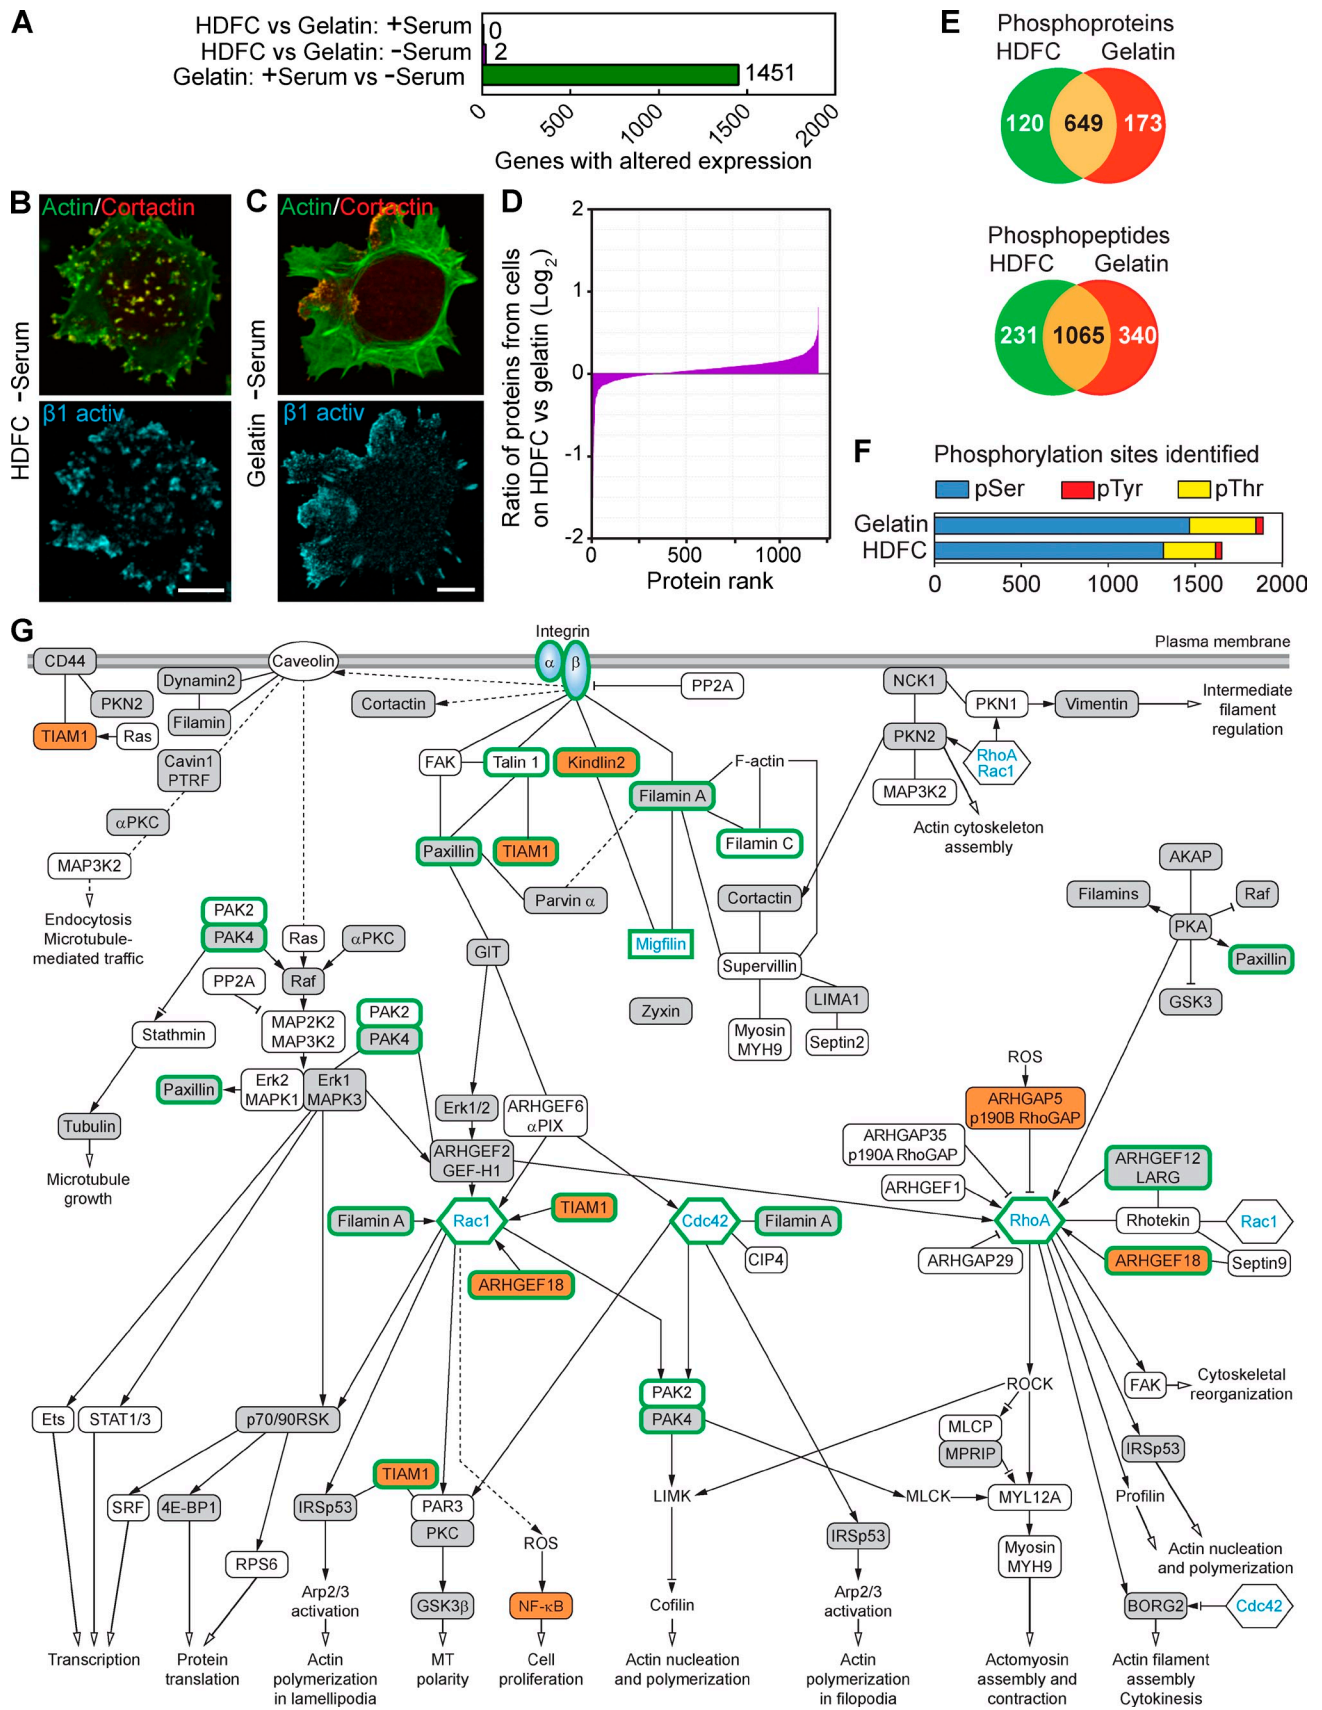 A
HDFC vs Gelatin: +Serum
HDFC vs Gelatin: -Serum
Gelatin: +Serum vs -Serum
0
2
1451
0
500
1000
1500
2000
Genes with altered expression
B
Actin/Cortactin
β1 activ
HDFC -Serum
C
Actin/Cortactin
β1 activ
Gelatin -Serum
D
Ratio of proteins from cells
on HDFC vs gelatin (Log2)
2
1
0
-1
-2
0
500
1000
Protein rank
E
Phosphoproteins
HDFC Gelatin
120 649 173
Phosphopeptides
HDFC Gelatin
231 1065 340
F
Phosphorylation sites identified
pSer pTyr pThr
Gelatin
HDFC
0 500 1000 1500 2000
G
Integrin
Plasma membrane
CD44
Caveolin
α
β
Dynamin2
PKN2
Filamin
TIAM1
Ras
Cavin1
PTRF
αPKC
MAP3K2
Endocytosis
Microtubule-
mediated traffic
Cortactin
PP2A
NCK1
PKN1
Vimentin
Intermediate
filament
regulation
PKN2
RhoA
Rac1
MAP3K2
Actin cytoskeleton
assembly
FAK
Talin 1
Kindlin2
F-actin
Filamin A
Filamin C
Paxillin
TIAM1
Parvin α
Cortactin
Migfilin
Supervillin
Zyxin
LIMA1
Myosin
MYH9
Septin2
AKAP
Filamins
Raf
PKA
Paxillin
GSK3
PAK2
PAK4
Ras
αPKC
PP2A
Raf
Stathmin
MAP2K2
MAP3K2
PAK2
PAK4
GIT
Paxillin
Erk2
MAPK1
Erk1
MAPK3
Tubulin
Microtubule
growth
Erk1/2
ARHGEF6
αPIX
ARHGEF2
GEF-H1
ROS
ARHGAP5
p190B RhoGAP
ARHGAP35
p190A RhoGAP
ARHGEF1
ARHGAP29
ARHGEF12
LARG
RhoA
Rhotekin
Rac1
ARHGEF18
Septin9
Filamin A
Rac1
TIAM1
ARHGEF18
Cdc42
Filamin A
CIP4
Ets
STAT1/3
p70/90RSK
PAK2
PAK4
ROCK
FAK
Cytoskeletal
reorganization
MLCP
MPRIP
IRSp53
SRF
4E-BP1
RPS6
IRSp53
TIAM1
PAR3
PKC
LIMK
MLCK
MYL12A
Profilin
ROS
IRSp53
Myosin
MYH9
Actin nucleation
and polymerization
Arp2/3
activation
GSK3β
NF-κB
Cofilin
Arp2/3
activation
BORG2
Cdc42
Transcription
Protein
translation
Actin
polymerization
in lamellipodia
MT
polarity
Cell
proliferation
Actin nucleation
and polymerization
Actin
polymerization
in filopodia
Actomyosin
assembly and
contraction
Actin filament
assembly
Cytokinesis